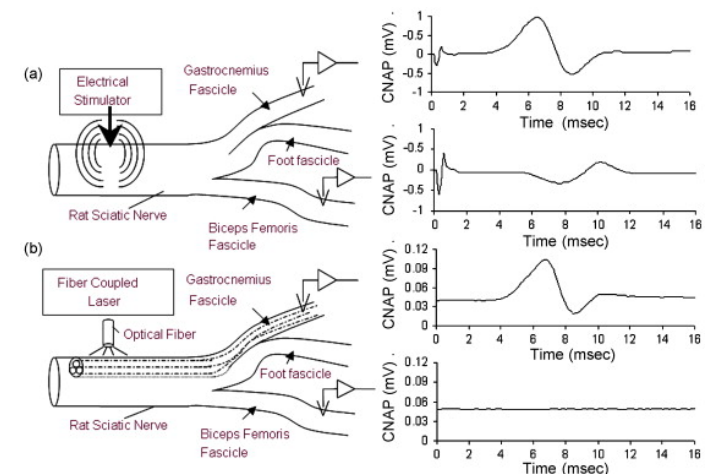 (a)
Electrical
Stimulator
Gastrocnemius
Fascicle
Foot fascicle
Rat Sciatic Nerve
Biceps Femoris
Fascicle
CNAP (mV)
1
-0.5
0
-0.5
-1
0 2 4 6 8 10 12 14 16
Time (msec)
CNAP (mV)
1
0.5
0
-0.5
-1
0 2 4 6 8 10 12 14 16
Time (msec)
(b)
Fiber Coupled
Laser
Optical Fiber
Gastrocnemius
Fascicle
Foot fascicle
Rat Sciatic Nerve
Biceps Femoris
Fascicle
CNAP (mV)
0.12
0.09
0.06
0.03
0
0 2 4 6 8 10 12 14 16
Time (msec)
CNAP (mV)
0.12
0.09
0.06
0.03
0
0 2 4 6 8 10 12 14 16
Time (msec)